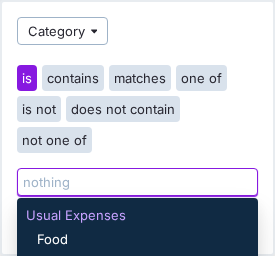 Category
is contains matches one of
is not does not contain
not one of
nothing
Usual Expenses
Food